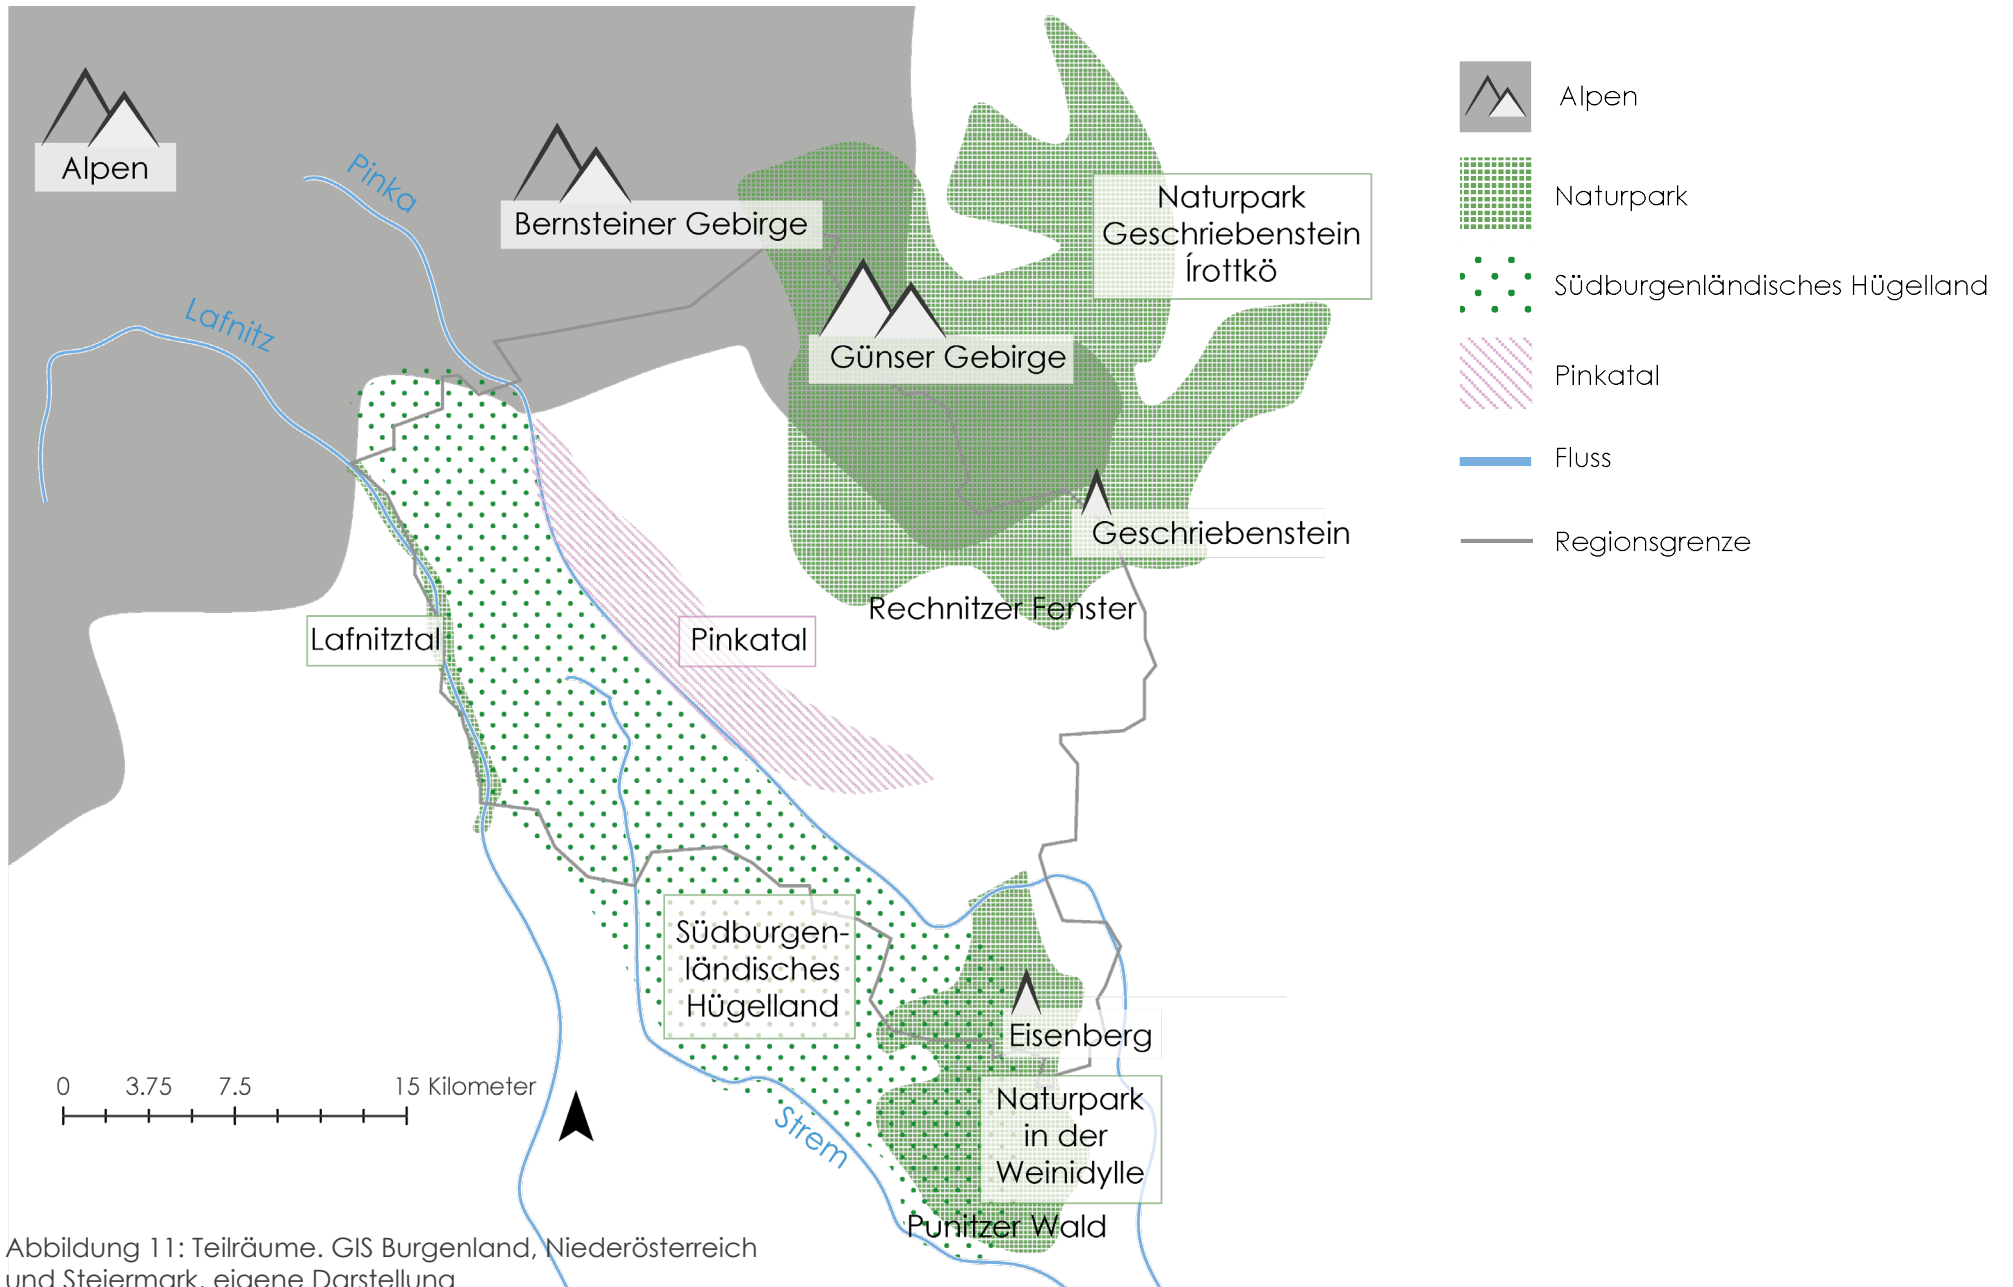 Alpen
Pinka
Lafnitz
Bernsteiner Gebirge
Naturpark
Geschriebenstein
Írottkö
Günser Gebirge
Geschriebenstein
Rechnitzer Fenster
Lafnitztal
Pinkatal
Südburgen-
ländisches
Hügelland
Eisenberg
Naturpark
in der
Weinidylle
Strem
Punitzer Wald
0 3.75 7.5 15 Kilometer
Abbildung 11: Teilräume. GIS Burgenland, Niederösterreich
und Steiermark, eigene Darstellung
Alpen
Naturpark
Südburgenländisches Hügelland
Pinkatal
Fluss
Regionsgrenze